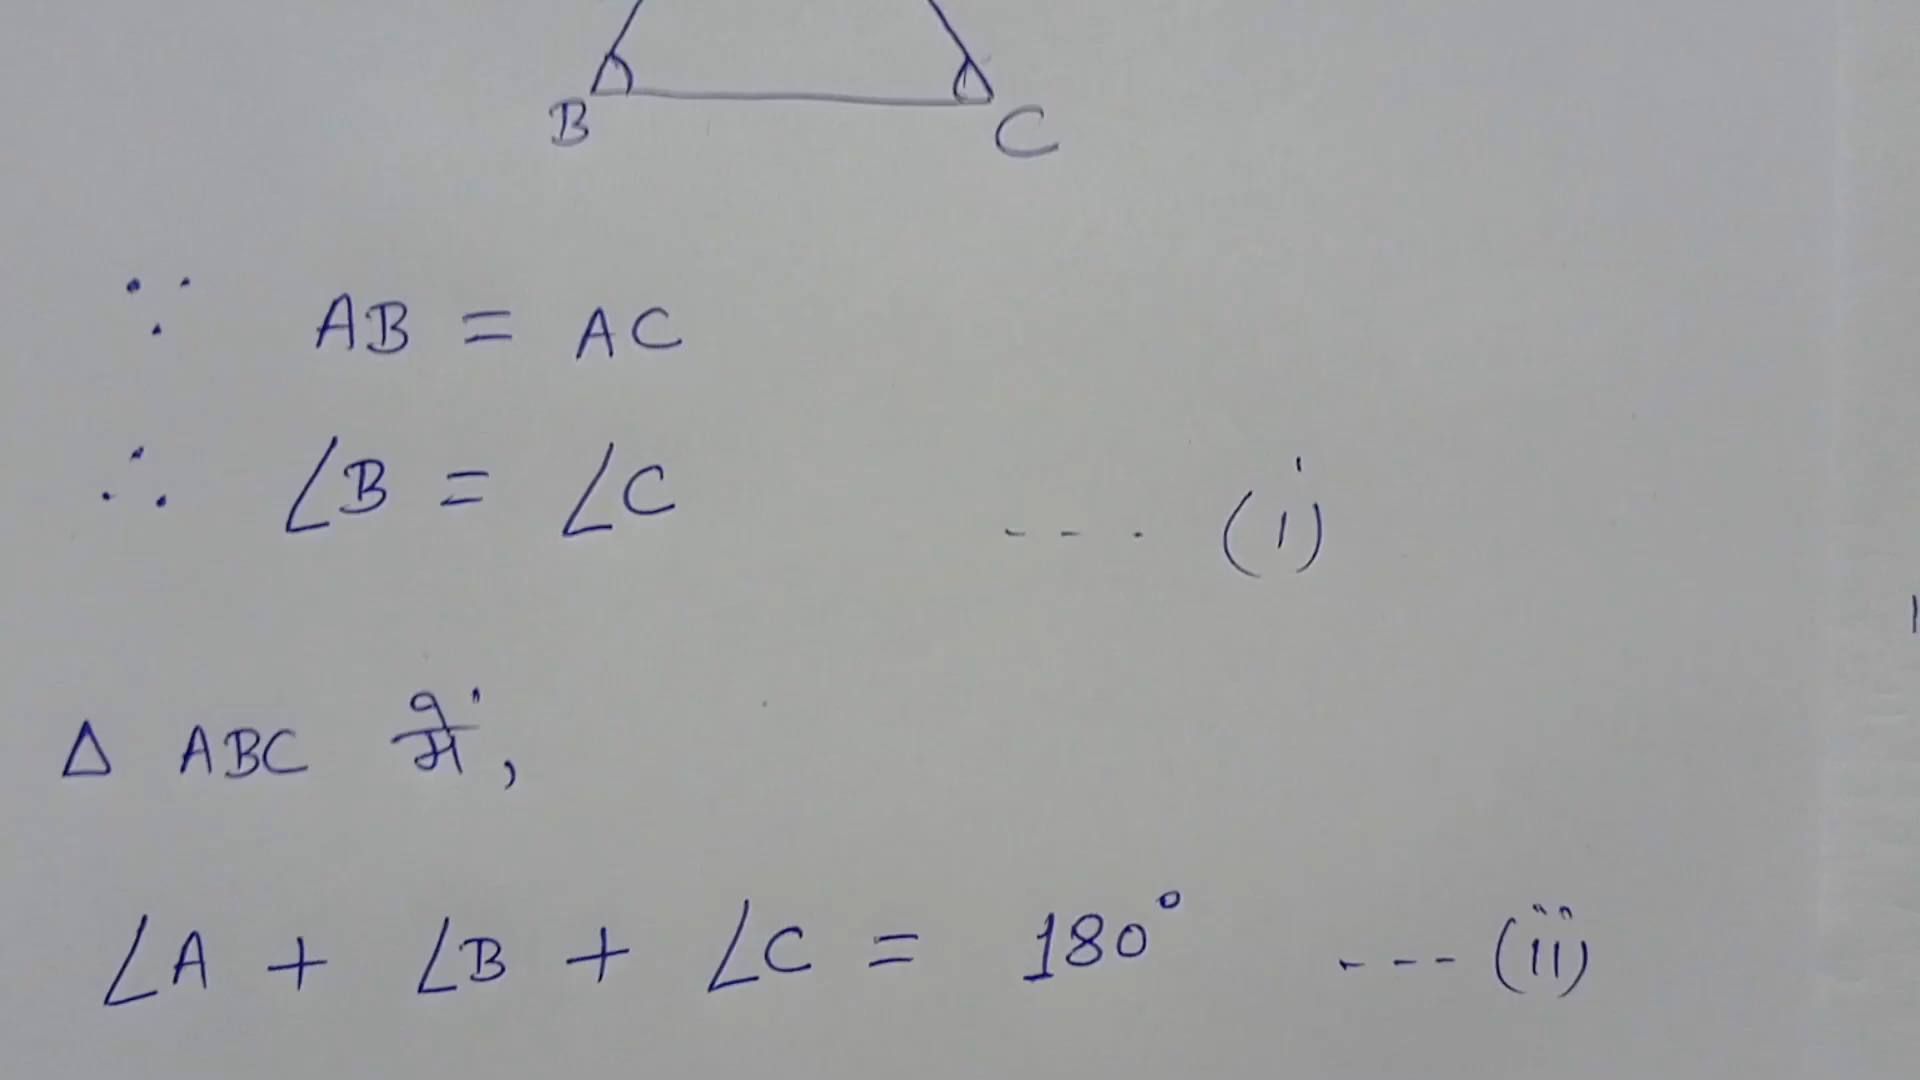 B C
∵ AB = AC
∴ ∠B = ∠C --- (i)
Δ ABC में,
∠A + ∠B + ∠C = 180° --- (ii)